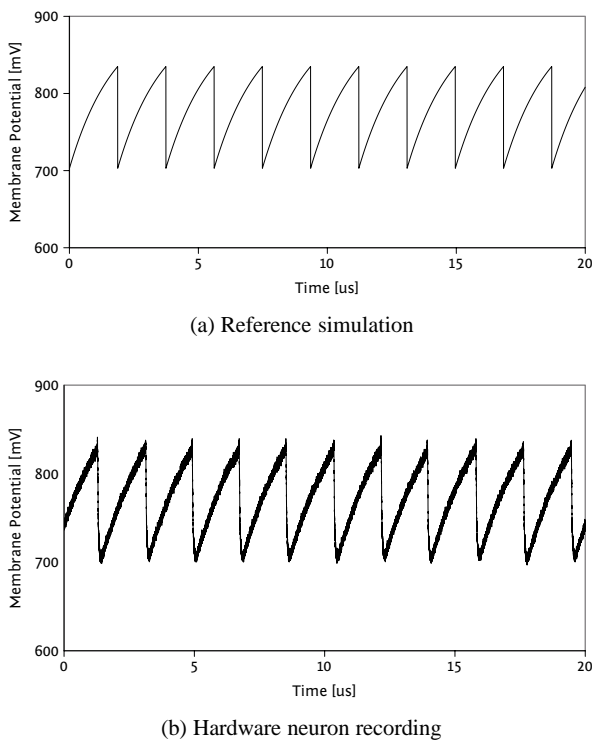 900
800
700
600
Membrane Potential [mV]
0 5 10 15 20
Time [us]
(a) Reference simulation
900
800
700
600
Membrane Potential [mV]
0 5 10 15 20
Time [us]
(b) Hardware neuron recording